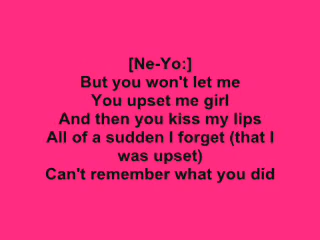 [Ne-Yo:]
But you won't let me
You upset me girl
And then you kiss my lips
All of a sudden I forget (that I
was upset)
Can't remember what you did